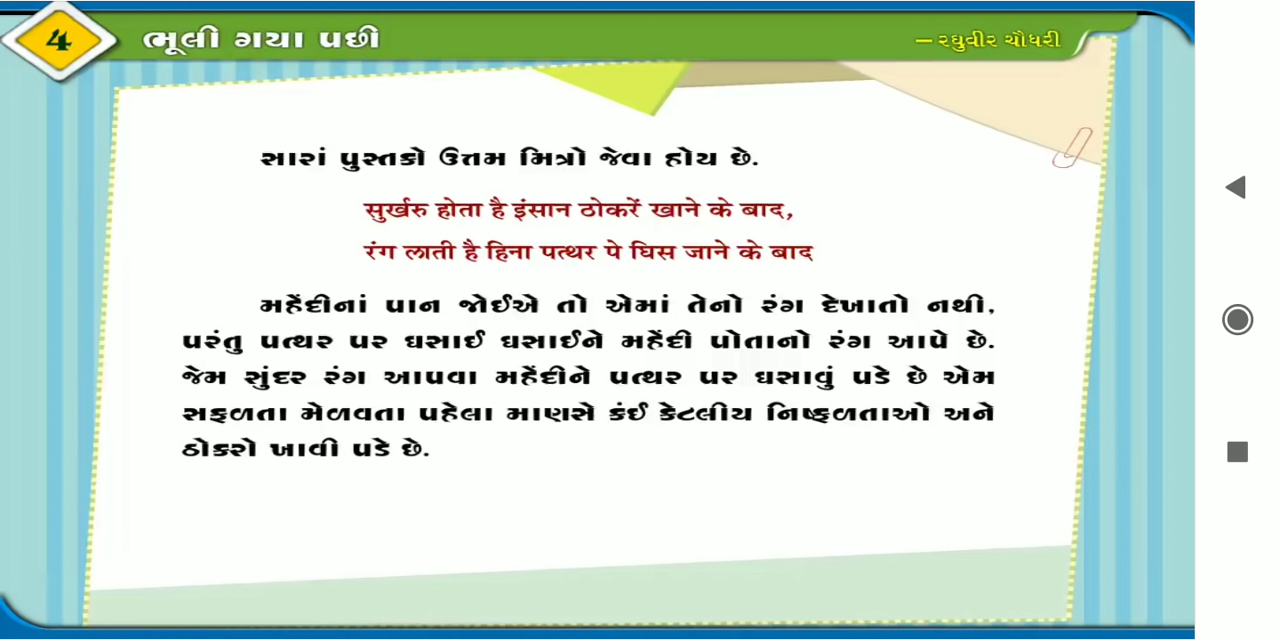 4
ભૂલી ગયા પછી
– રઘુવીર ચૌધરી
સારાં પુસ્તકો ઉત્તમ મિત્રો જેવા હોય છે.
सुर्खरु होता है इंसान ठोकरें खाने के बाद,
रंग लाती है हिना पत्थर पे घिस जाने के बाद
મહેંદીનાં પાન જોઈએ તો એમાં તેનો રંગ દેખાતો નથી,
પરંતુ પત્થર પર ઘસાઈ ઘસાઈને મહેંદી પોતાનો રંગ આપે છે.
જેમ સુંદર રંગ આપવા મહેંદીને પત્થર પર ઘસાવું પડે છે એમ
સફળતા મેળવતા પહેલા માણસે કંઈ કેટલીય નિષ્ફળતાઓ અને
ઠોકરો ખાવી પડે છે.